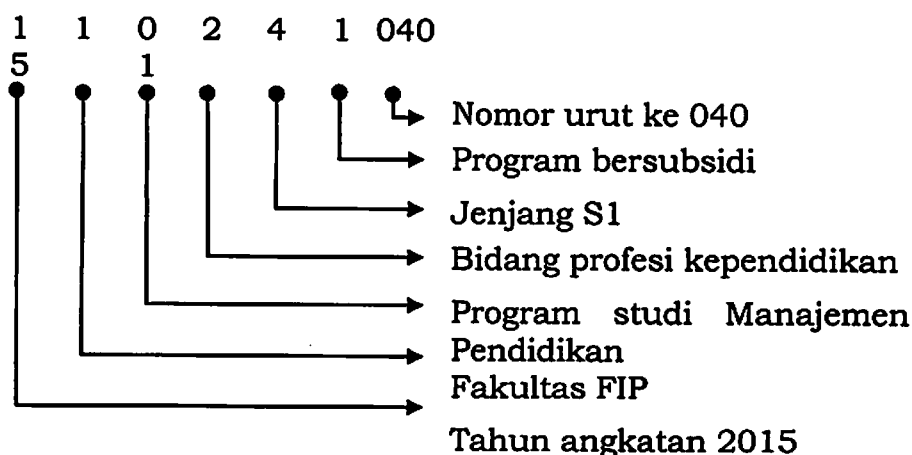 1 1 0 2 4 1 040
5 1
Nomor urut ke 040
Program bersubsidi
Jenjang S1
Bidang profesi kependidikan
Program studi Manajemen
Pendidikan
Fakultas FIP
Tahun angkatan 2015